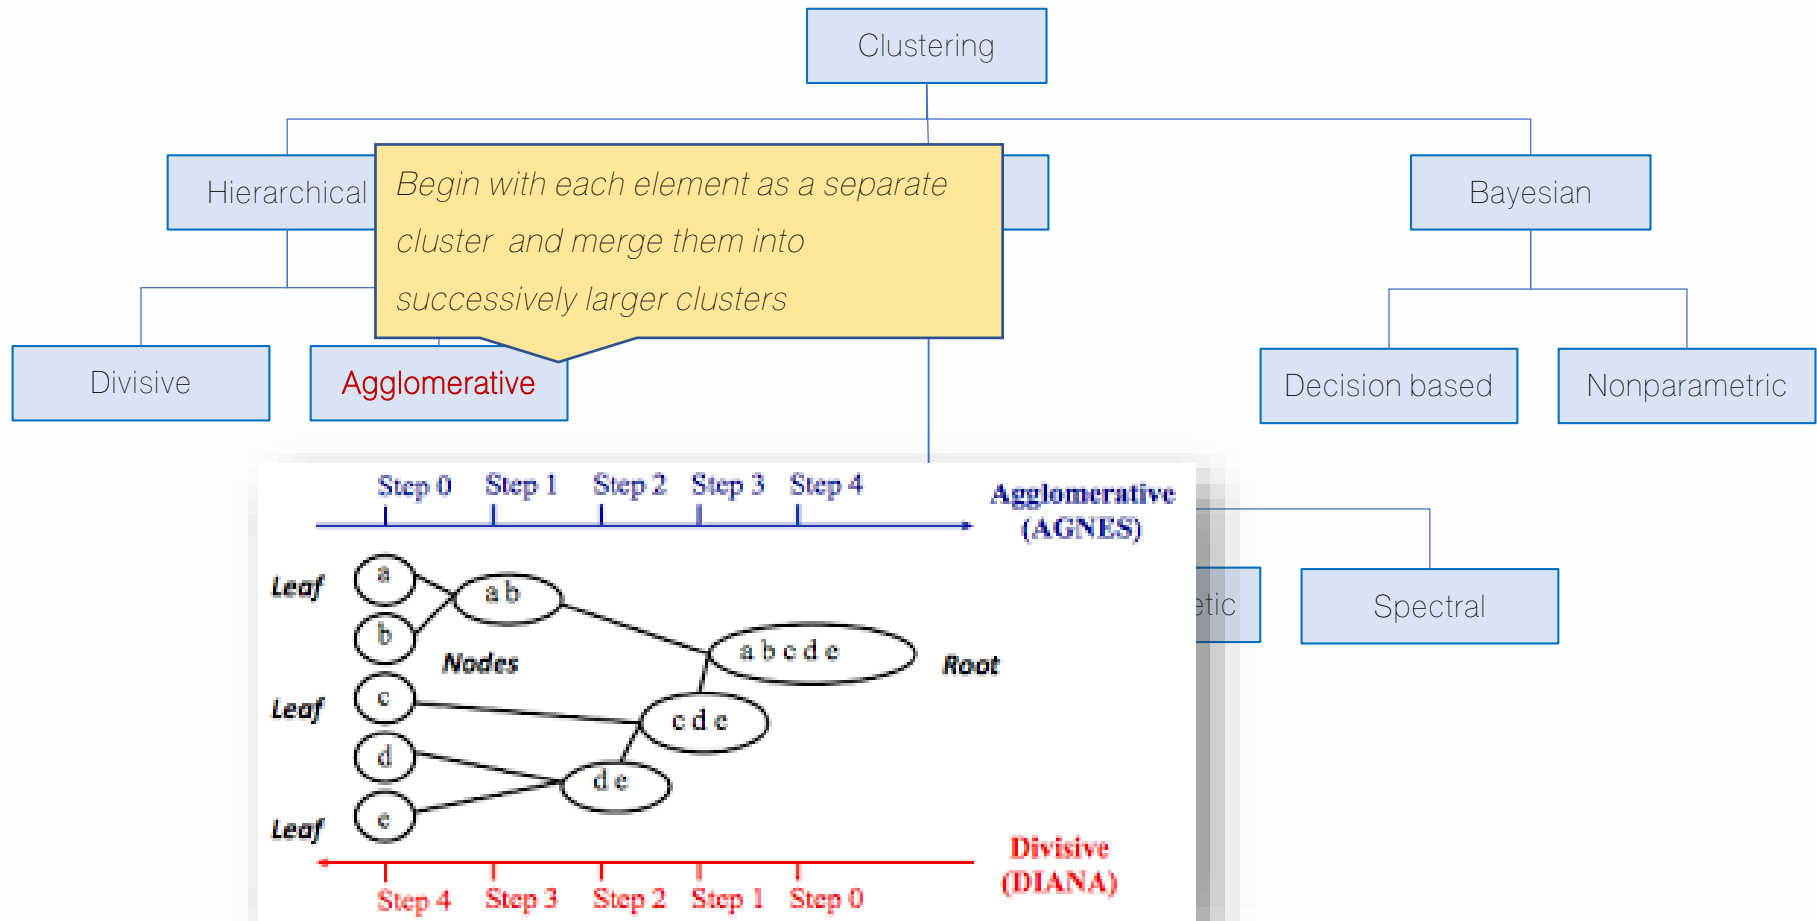 Clustering
Hierarchical
Begin with each element as a separate
cluster and merge them into
successively larger clusters
Bayesian
Divisive
Agglomerative
Decision based
Nonparametric
Step 0 Step 1 Step 2 Step 3 Step 4
Agglomerative
(AGNES)
Leaf
a
a b
b
Nodes
a b c d e
Root
Leaf
c
c d e
d
d e
Leaf
e
etic
Spectral
Divisive
(DIANA)
Step 4 Step 3 Step 2 Step 1 Step 0